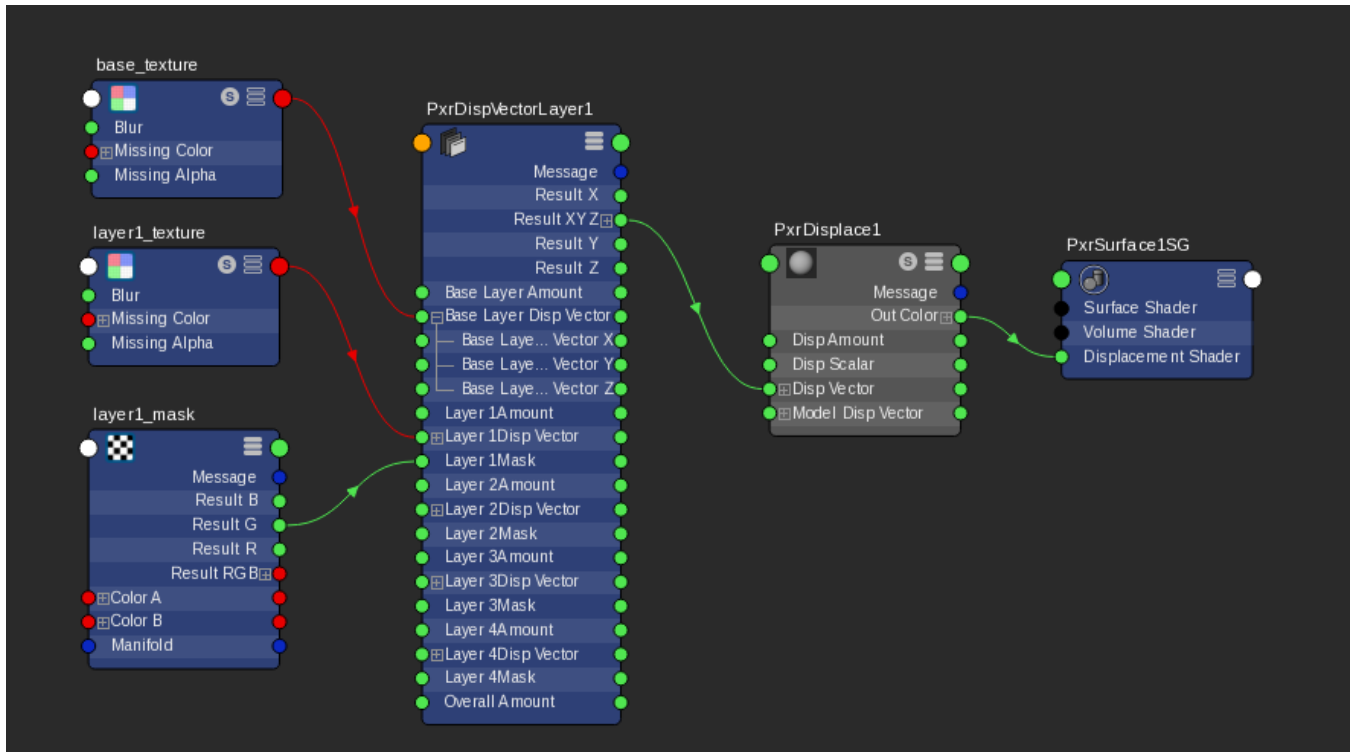 base_texture
S
Blur
Missing Color
Missing Alpha
layer1_texture
S
Blur
Missing Color
Missing Alpha
layer1_mask
Message
Result B
Result G
Result R
Result RGB
Color A
Color B
Manifold
PxrDispVectorLayer1
Message
Result X
Result XYZ
Result Y
Result Z
Base Layer Amount
Base Layer Disp Vector
Base Laye... Vector X
Base Laye... Vector Y
Base Laye... Vector Z
Layer 1Amount
Layer 1Disp Vector
Layer 1Mask
Layer 2Amount
Layer 2Disp Vector
Layer 2Mask
Layer 3Amount
Layer 3Disp Vector
Layer 3Mask
Layer 4Amount
Layer 4Disp Vector
Layer 4Mask
Overall Amount
PxrDisplace1
S
Message
Out Color
Disp Amount
Disp Scalar
Disp Vector
Model Disp Vector
PxrSurface1SG
Surface Shader
Volume Shader
Displacement Shader